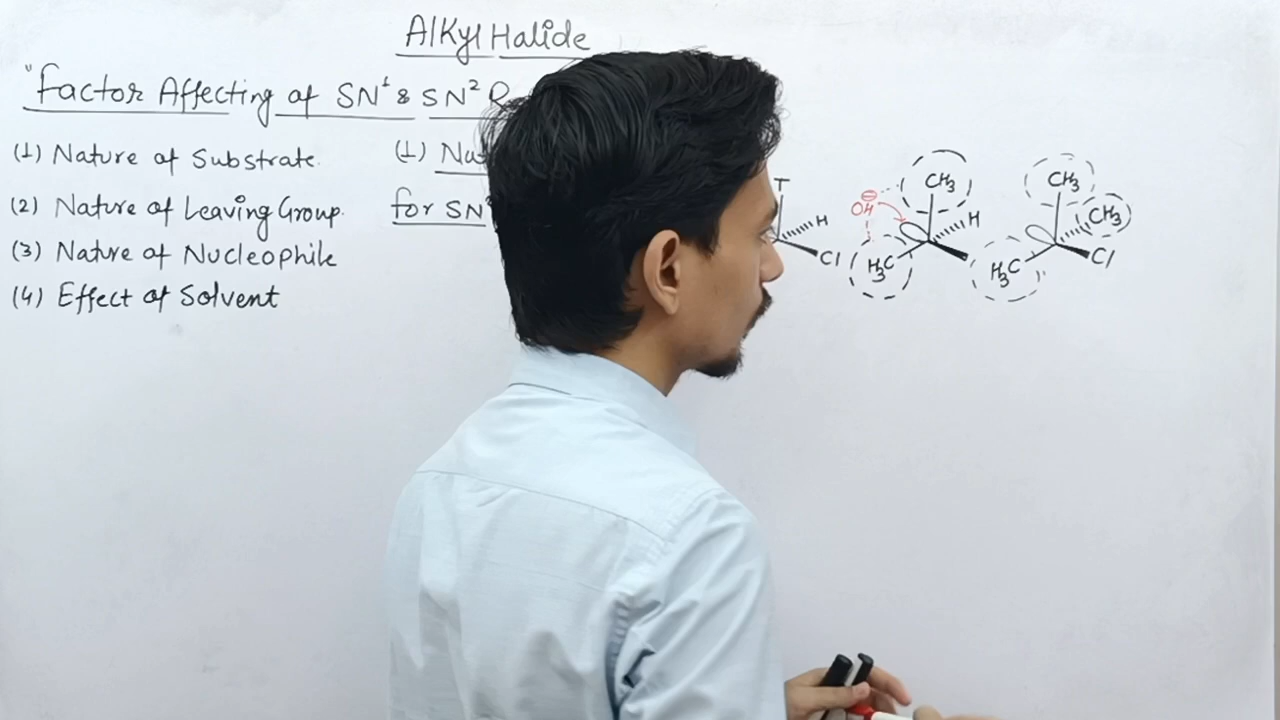 Alkyl Halide
"Factor Affecting of SN¹ & SN² R
(1) Nature of Substrate.
(2) Nature of Leaving Group.
(3) Nature of Nucleophile
(4) Effect of Solvent
(1)
for SN
H
Cl
OH⊖
CH3
H
H3C
CH3
CH3
H3C
Cl